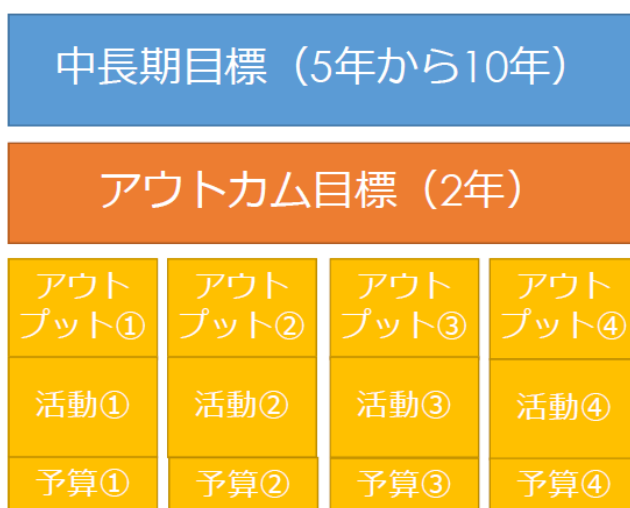 中長期目標（5年から10年）
アウトカム目標（2年）
アウト
プット①
アウト
プット②
アウト
プット③
アウト
プット④
活動①
活動②
活動③
活動④
予算①
予算②
予算③
予算④